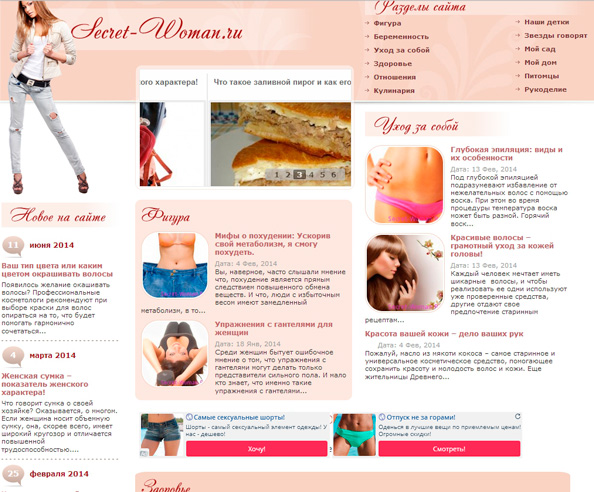 Secret-Woman.ru
Разделы сайта
Фигура
Беременность
Уход за собой
Здоровье
Отношения
Кулинария
Наши детки
Звезды говорят
Мой сад
Мой дом
Питомцы
Рукоделие
ого характера!
Что такое заливной пирог и как его
1 2 3 4 5 6
Новое на сайте
11 июня 2014
Ваш тип цвета или каким
цветом окрашивать волосы
Появилось желание окрашивать
волосы? Профессиональные
косметологи рекомендуют при
выборе краски для волос
опираться на то, что будет
помогать гармонично
сочетаться...
4 марта 2014
Женская сумка –
показатель женского
характера!
Что говорит сумка о своей
хозяйке? Оказывается, о многом.
Если женщина носит объемную
сумку, она, скорее всего, имеет
широкий кругозор и отличается
повышенной
трудоспособностью....
25 февраля 2014
Фигура
Мифы о похудении: Ускорив
свой метаболизм, я смогу
похудеть.
Дата: 4 Фев, 2014
Вы, наверное, часто слышали мнение
что, похудение является прямым
следствием повышенного обмена
веществ. И что, люди с избыточным
весом имеют замедленный
метаболизм, в то...
Упражнения с гантелями для
женщин
Дата: 18 Янв, 2014
Среди женщин бытует ошибочное
мнение о том, что упражнения с
гантелями могут делать только
представители сильного пола. И мало
кто знает, что именно такие
упражнения с гантелями...
Уход за собой
Глубокая эпиляция: виды и
их особенности
Дата: 13 Фев, 2014
Под глубокой эпиляцией
подразумевают избавление от
нежелательных волос с помощью
воска. При этом во время
процедуры температура воска
может быть разной. Горячий
воск...
Красивые волосы –
грамотный уход за кожей
головы!
Дата: 13 Фев, 2014
Каждый человек мечтает иметь
шикарные волосы, и чтобы
реализовать ее одни используют
уже проверенные средства,
другие отдают свое
предпочтение старинным
рецептам...
Красота вашей кожи – дело ваших рук
Дата: 4 Фев, 2014
Пожалуй, масло из мякоти кокоса – самое старинное и
универсальное косметическое средство, помогающее
сохранить красоту и молодость волос и кожи. Еще
жительницы Древнего...
Самые сексуальные шорты!
Шорты - самый сексуальный элемент одежды! У
нас - дешево!
Хочу!
Отпуск не за горами!
Оденься в лучшие вещи по приемлемым ценам!
Огромные скидки!
Смотреть!
Здоровье